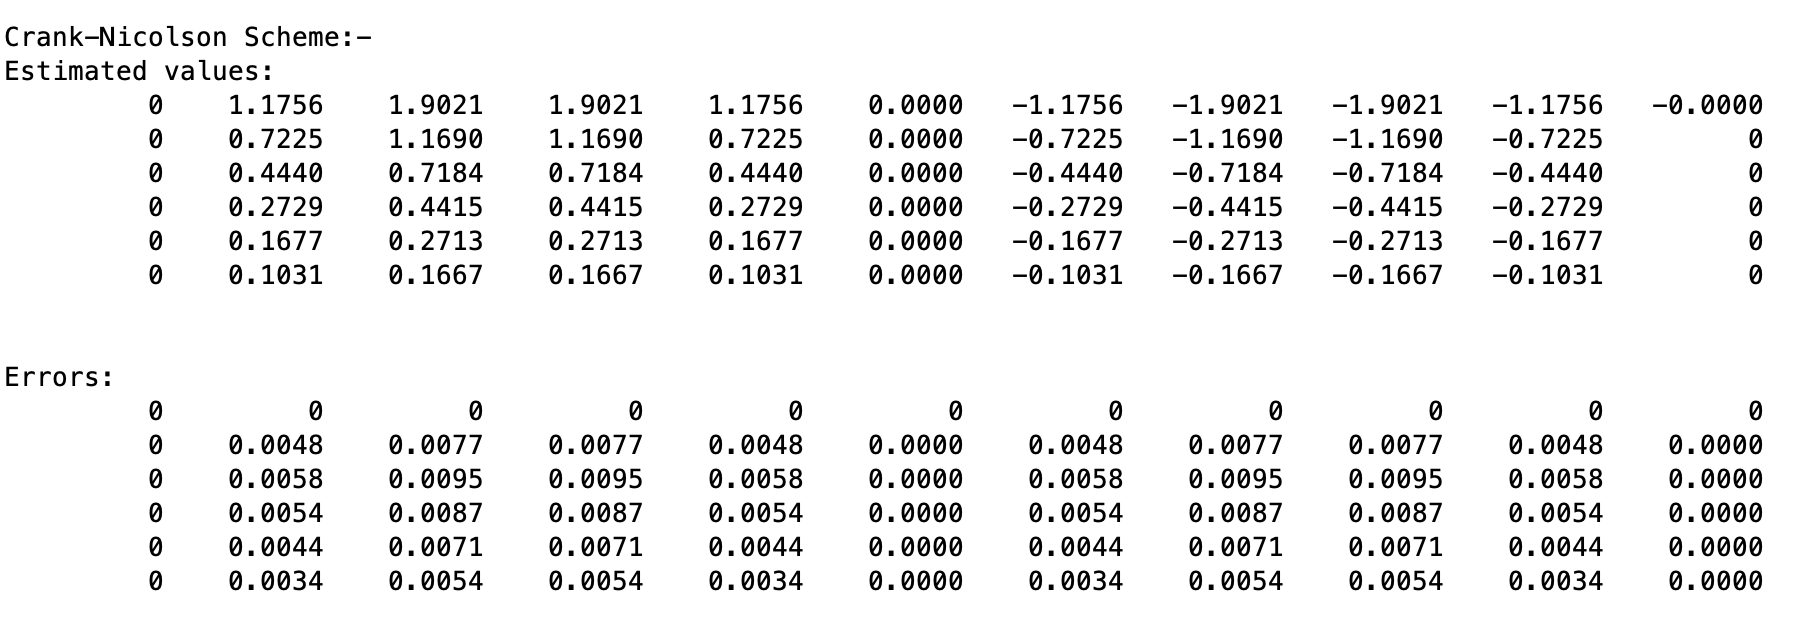 Crank-Nicolson Scheme:-
Estimated values:
0 1.1756 1.9021 1.9021 1.1756 0.0000 -1.1756 -1.9021 -1.9021 -1.1756 -0.0000
0 0.7225 1.1690 1.1690 0.7225 0.0000 -0.7225 -1.1690 -1.1690 -0.7225 0
0 0.4440 0.7184 0.7184 0.4440 0.0000 -0.4440 -0.7184 -0.7184 -0.4440 0
0 0.2729 0.4415 0.4415 0.2729 0.0000 -0.2729 -0.4415 -0.4415 -0.2729 0
0 0.1677 0.2713 0.2713 0.1677 0.0000 -0.1677 -0.2713 -0.2713 -0.1677 0
0 0.1031 0.1667 0.1667 0.1031 0.0000 -0.1031 -0.1667 -0.1667 -0.1031 0
Errors:
0 0 0 0 0 0 0 0 0 0 0
0 0.0048 0.0077 0.0077 0.0048 0.0000 0.0048 0.0077 0.0077 0.0048 0.0000
0 0.0058 0.0095 0.0095 0.0058 0.0000 0.0058 0.0095 0.0095 0.0058 0.0000
0 0.0054 0.0087 0.0087 0.0054 0.0000 0.0054 0.0087 0.0087 0.0054 0.0000
0 0.0044 0.0071 0.0071 0.0044 0.0000 0.0044 0.0071 0.0071 0.0044 0.0000
0 0.0034 0.0054 0.0054 0.0034 0.0000 0.0034 0.0054 0.0054 0.0034 0.0000